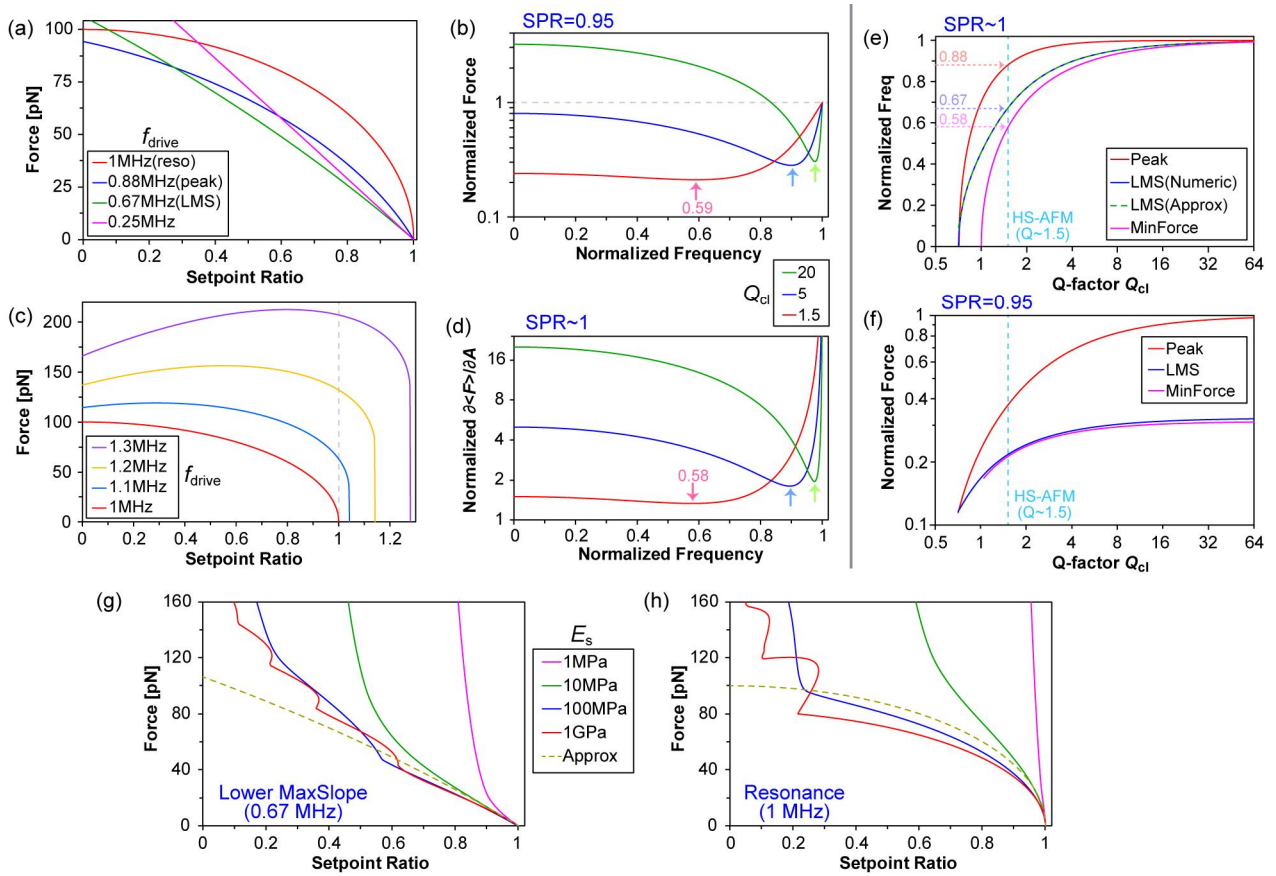 (a)
Force [pN]
100
75
50
25
0
f drive
1MHz(reso)
0.88MHz(peak)
0.67MHz(LMS)
0.25MHz
0 0.2 0.4 0.6 0.8 1
Setpoint Ratio
(b)
SPR=0.95
Normalized Force
1
0.1
0.59
0 0.2 0.4 0.6 0.8 1
Normalized Frequency
Qcl
20
5
1.5
(c)
Force [pN]
200
150
100
50
0
1.3MHz
1.2MHz
1.1MHz
1MHz
f drive
0 0.2 0.4 0.6 0.8 1 1.2
Setpoint Ratio
(d)
SPR~1
Normalized ∂<F>/∂A
16
8
4
2
1
0.58
0 0.2 0.4 0.6 0.8 1
Normalized Frequency
(e)
SPR~1
Normalized Freq
1
0.8
0.6
0.4
0.2
0
0.88
0.67
0.58
Peak
LMS(Numeric)
LMS(Approx)
MinForce
HS-AFM
(Q~1.5)
0.5 1 2 4 8 16 32 64
Q-factor Qcl
(f)
SPR=0.95
Normalized Force
1
0.8
0.6
0.4
0.2
0.1
Peak
LMS
MinForce
HS-AFM
(Q~1.5)
0.5 1 2 4 8 16 32 64
Q-factor Qcl
(g)
Force [pN]
160
120
80
40
0
Lower MaxSlope
(0.67 MHz)
0 0.2 0.4 0.6 0.8 1
Setpoint Ratio
Es
1MPa
10MPa
100MPa
1GPa
Approx
(h)
Force [pN]
160
120
80
40
0
Resonance
(1 MHz)
0 0.2 0.4 0.6 0.8 1
Setpoint Ratio